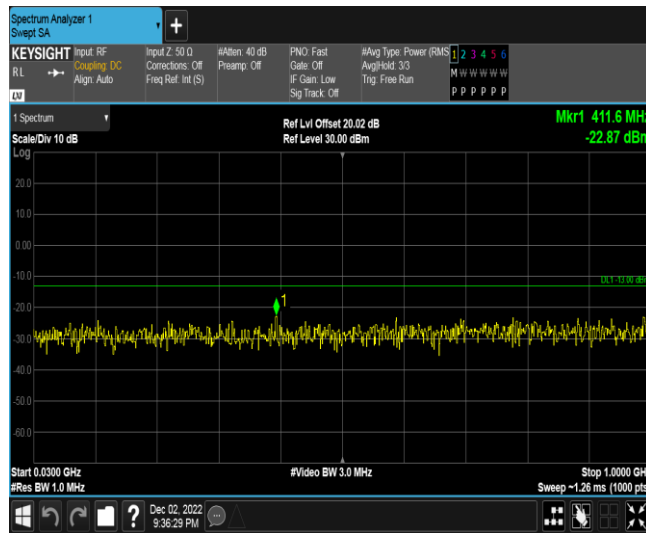 Spectrum Analyzer 1
Swept SA
+
KEYSIGHT
RL
LXI
Input: RF
Coupling: DC
Align: Auto
Input Z: 50 Ω
Corrections: Off
Freq Ref: Int (S)
#Atten: 40 dB
Preamp: Off
PNO: Fast
Gate: Off
IF Gain: Low
Sig Track: Off
#Avg Type: Power (RMS
Avg|Hold: 3/3
Trig: Free Run
1 2 3 4 5 6
M W W W W W
P P P P P P
1 Spectrum
Scale/Div 10 dB
Ref Lvl Offset 20.02 dB
Ref Level 30.00 dBm
Mkr1 411.6 MHz
-22.87 dBm
Log
20.0
10.0
0.00
-10.0
DL1 -13.00 dBm
1
-20.0
-30.0
-40.0
-50.0
-60.0
Start 0.0300 GHz
#Res BW 1.0 MHz
#Video BW 3.0 MHz
Stop 1.0000 GH
Sweep ~1.26 ms (1000 pts
?
Dec 02, 2022
9:36:29 PM